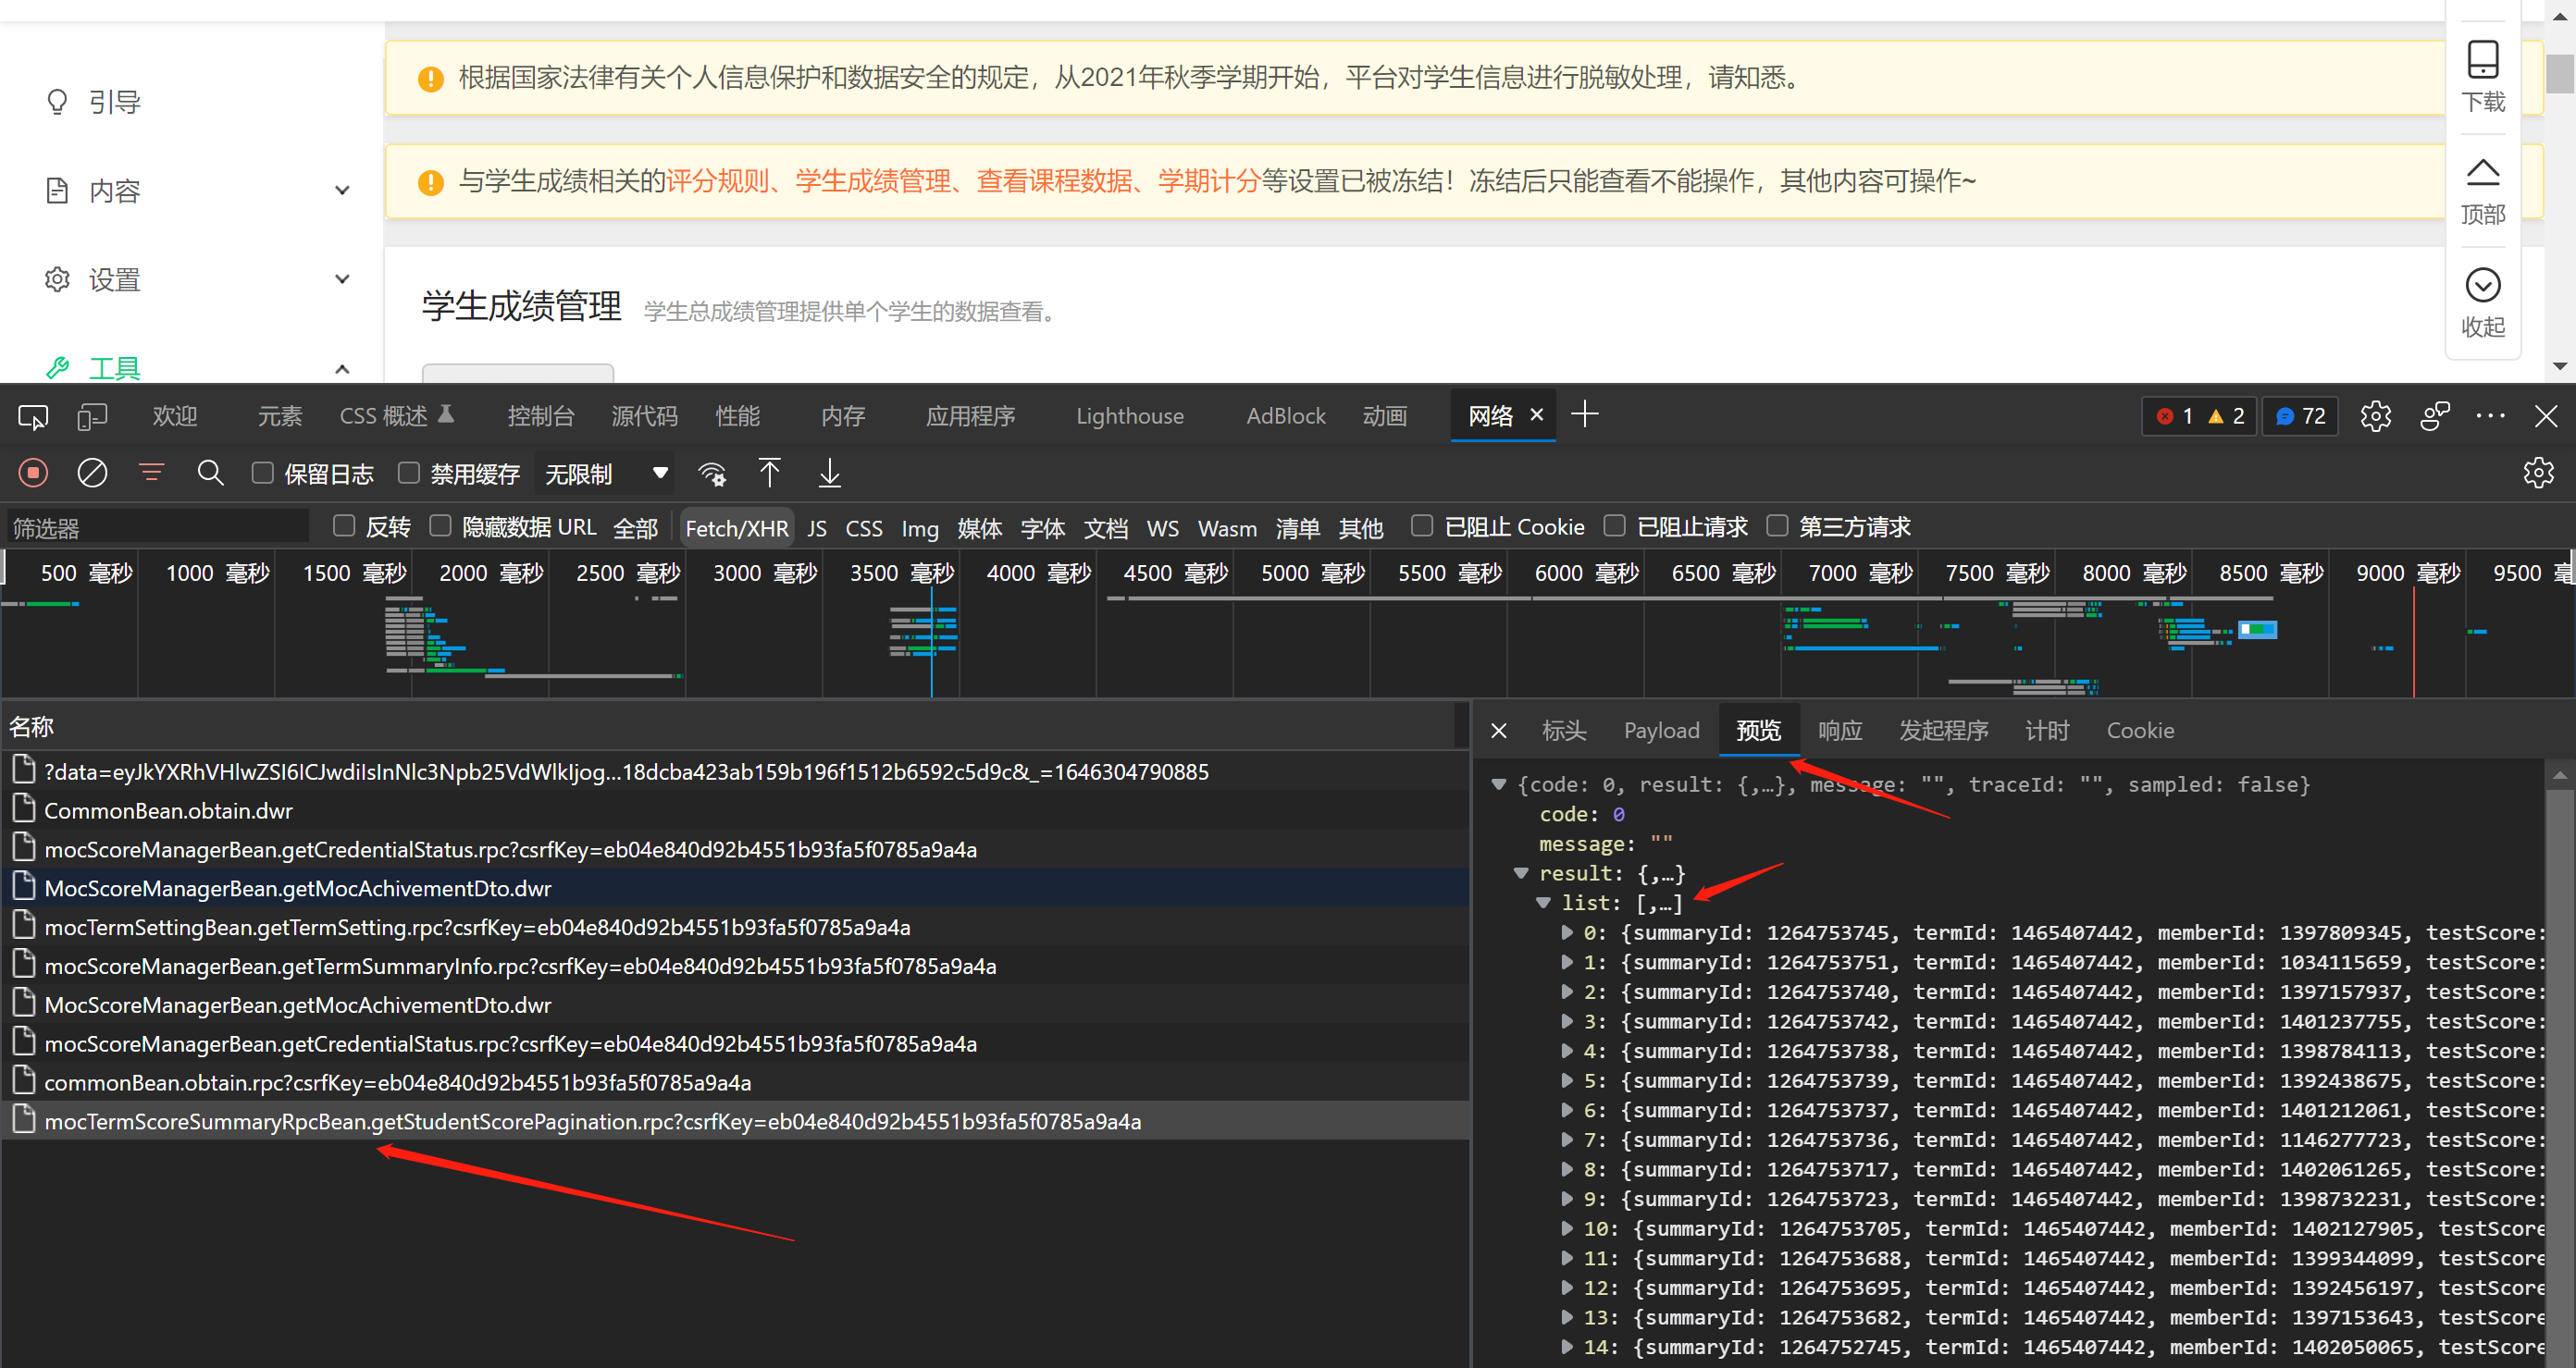 根据国家法律有关个人信息保护和数据安全的规定，从2021年秋季学期开始，平台对学生信息进行脱敏处理，请知悉。
下载
引导
与学生成绩相关的评分规则、学生成绩管理、查看课程数据、学期计分等设置已被冻结！冻结后只能查看不能操作，其他内容可操作~
内容
顶部
设置
学生成绩管理 学生总成绩管理提供单个学生的数据查看。
收起
工具
欢迎 元素 CSS 概述 控制台 源代码 性能 内存 应用程序 Lighthouse AdBlock 动画 网络 1 2 72
保留日志 禁用缓存 无限制
筛选器 反转 隐藏数据 URL 全部 Fetch/XHR JS CSS Img 媒体 字体 文档 WS Wasm 清单 其他 已阻止 Cookie 已阻止请求 第三方请求
500 毫秒 1000 毫秒 1500 毫秒 2000 毫秒 2500 毫秒 3000 毫秒 3500 毫秒 4000 毫秒 4500 毫秒 5000 毫秒 5500 毫秒 6000 毫秒 6500 毫秒 7000 毫秒 7500 毫秒 8000 毫秒 8500 毫秒 9000 毫秒 9500 毫
名称
?data=eyJkYXRhVHlwZSI6ICJwdiIsInNlc3Npb25VdWlkIjog...18dcba423ab159b196f1512b6592c5d9c&_=1646304790885
CommonBean.obtain.dwr
mocScoreManagerBean.getCredentialStatus.rpc?csrfKey=eb04e840d92b4551b93fa5f0785a9a4a
MocScoreManagerBean.getMocAchivementDto.dwr
mocTermSettingBean.getTermSetting.rpc?csrfKey=eb04e840d92b4551b93fa5f0785a9a4a
mocScoreManagerBean.getTermSummaryInfo.rpc?csrfKey=eb04e840d92b4551b93fa5f0785a9a4a
MocScoreManagerBean.getMocAchivementDto.dwr
mocScoreManagerBean.getCredentialStatus.rpc?csrfKey=eb04e840d92b4551b93fa5f0785a9a4a
commonBean.obtain.rpc?csrfKey=eb04e840d92b4551b93fa5f0785a9a4a
mocTermScoreSummaryRpcBean.getStudentScorePagination.rpc?csrfKey=eb04e840d92b4551b93fa5f0785a9a4a
标头 Payload 预览 响应 发起程序 计时 Cookie
{code: 0, result: {,…}, message: "", traceId: "", sampled: false}
code: 0
message: ""
result: {,…}
list: [,…]
0: {summaryId: 1264753745, termId: 1465407442, memberId: 1397809345, testScore:
1: {summaryId: 1264753751, termId: 1465407442, memberId: 1034115659, testScore:
2: {summaryId: 1264753740, termId: 1465407442, memberId: 1397157937, testScore:
3: {summaryId: 1264753742, termId: 1465407442, memberId: 1401237755, testScore:
4: {summaryId: 1264753738, termId: 1465407442, memberId: 1398784113, testScore:
5: {summaryId: 1264753739, termId: 1465407442, memberId: 1392438675, testScore:
6: {summaryId: 1264753737, termId: 1465407442, memberId: 1401212061, testScore:
7: {summaryId: 1264753736, termId: 1465407442, memberId: 1146277723, testScore:
8: {summaryId: 1264753717, termId: 1465407442, memberId: 1402061265, testScore:
9: {summaryId: 1264753723, termId: 1465407442, memberId: 1398732231, testScore:
10: {summaryId: 1264753705, termId: 1465407442, memberId: 1402127905, testScore
11: {summaryId: 1264753688, termId: 1465407442, memberId: 1399344099, testScore
12: {summaryId: 1264753695, termId: 1465407442, memberId: 1392456197, testScore
13: {summaryId: 1264753682, termId: 1465407442, memberId: 1397153643, testScore
14: {summaryId: 1264752745, termId: 1465407442, memberId: 1402050065, testScore